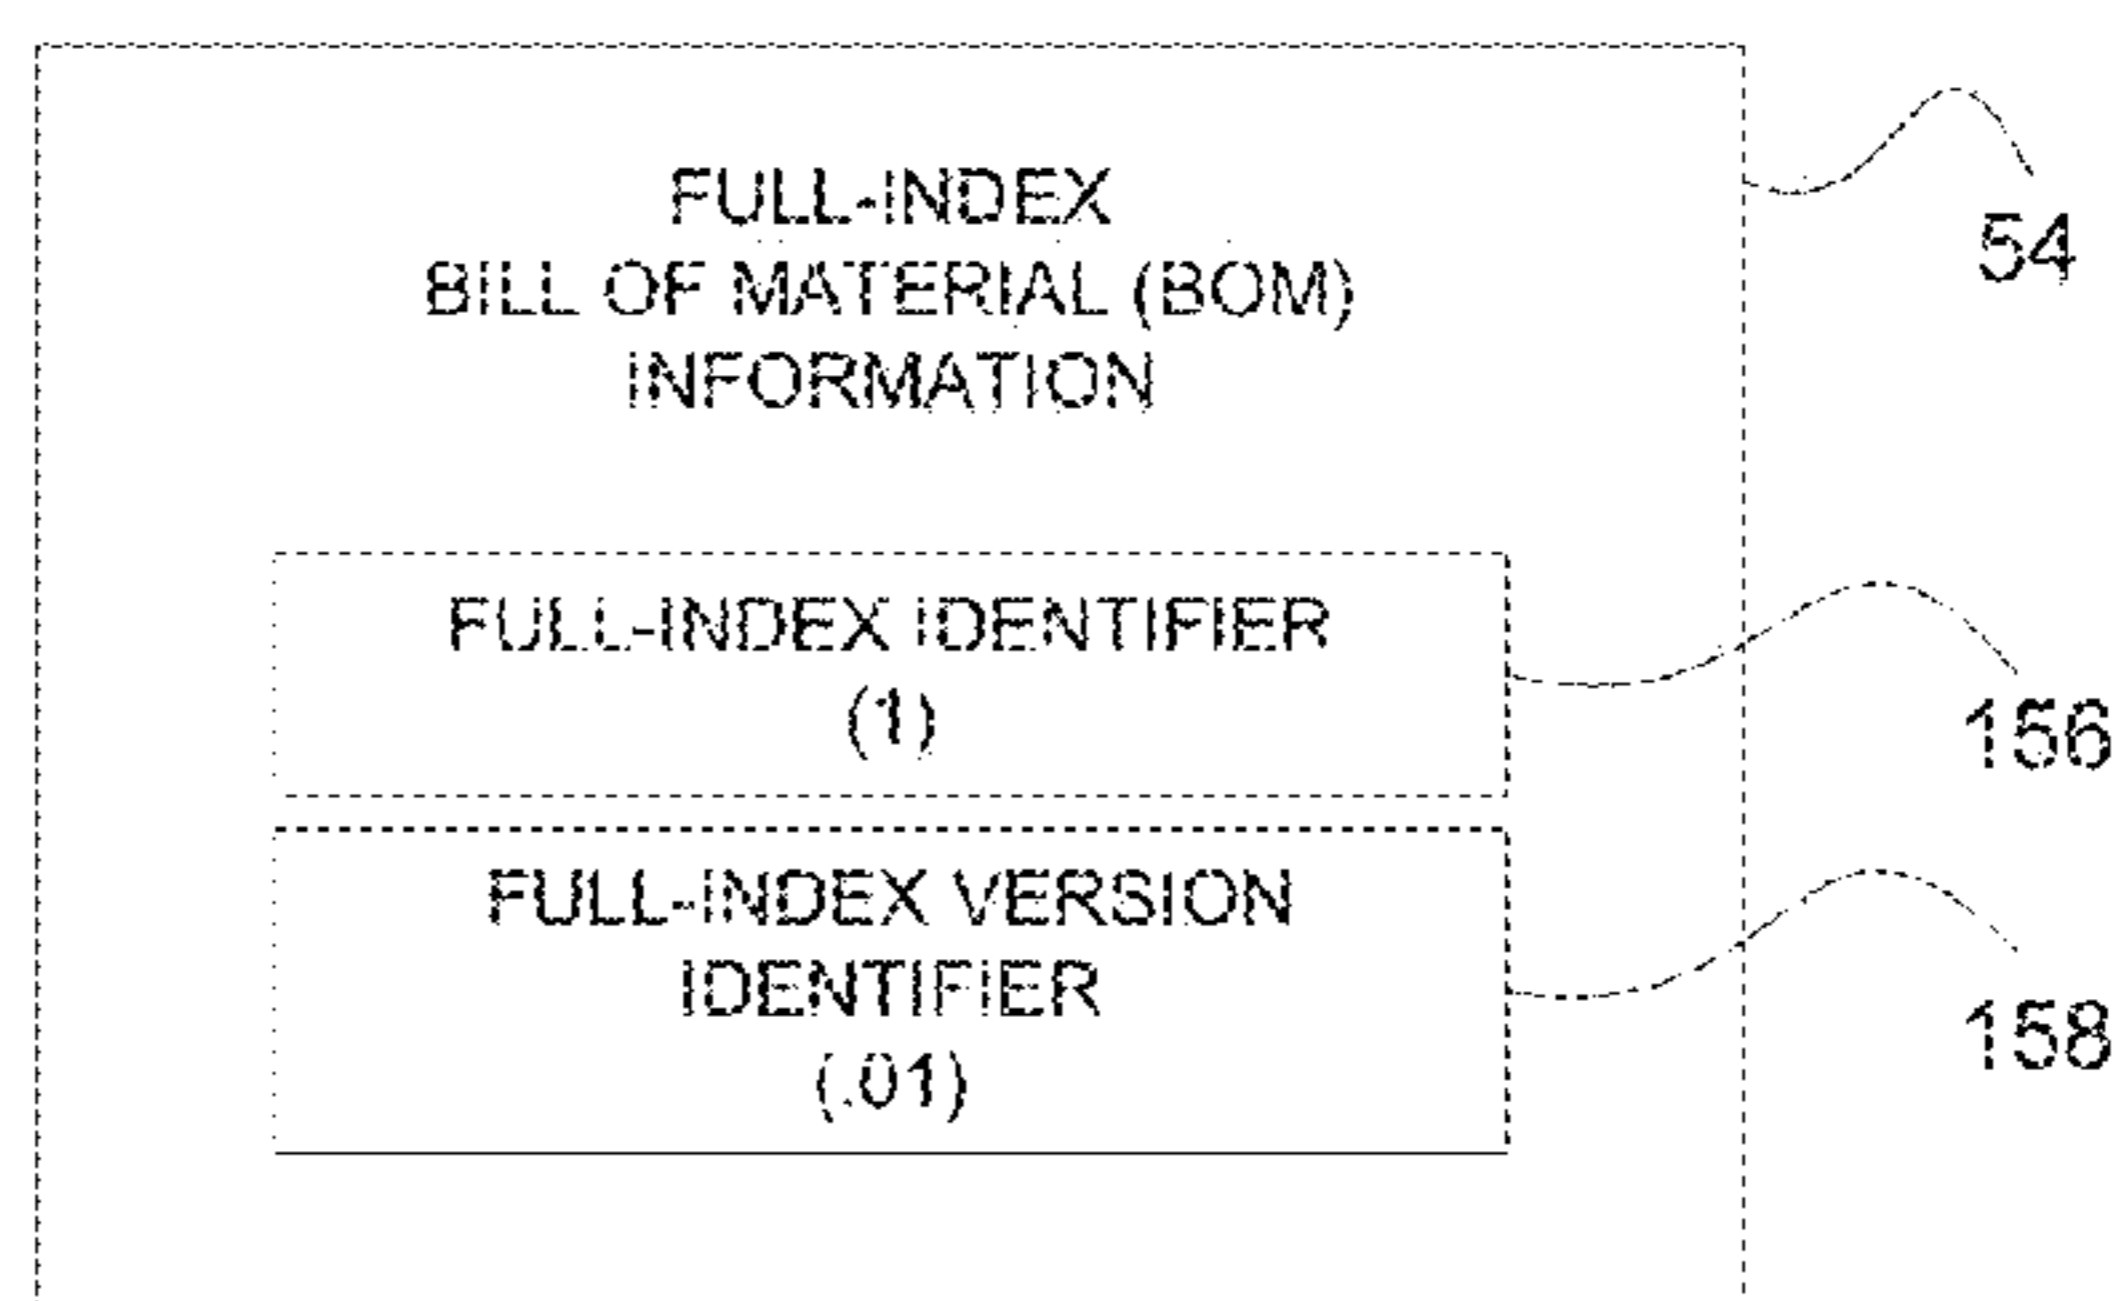 FULL-INDEX
BILL OF MATERIAL (BOM)
INFORMATION
54
FULL-INDEX IDENTIFIER
(1)
156
FULL-INDEX VERSION
IDENTIFIER
(.01)
158